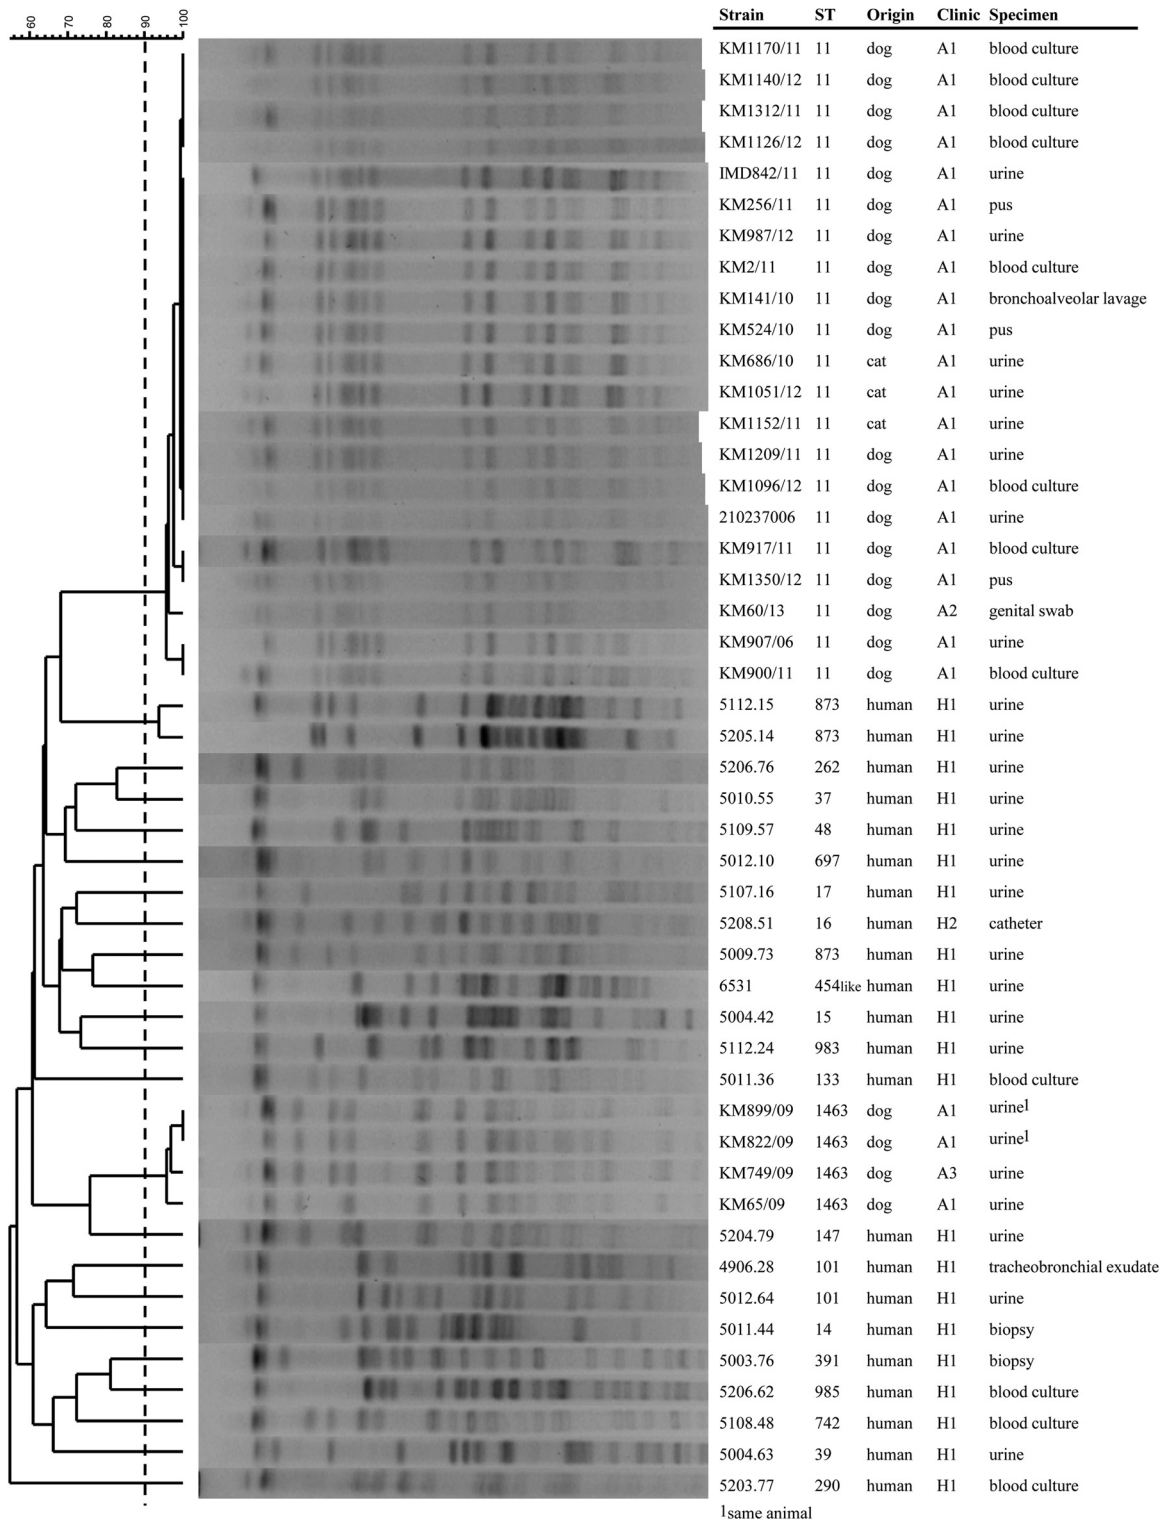 60 70 80 90 100
Strain ST Origin Clinic Specimen
KM1170/11 11 dog A1 blood culture
KM1140/12 11 dog A1 blood culture
KM1312/11 11 dog A1 blood culture
KM1126/12 11 dog A1 blood culture
IMD842/11 11 dog A1 urine
KM256/11 11 dog A1 pus
KM987/12 11 dog A1 urine
KM2/11 11 dog A1 blood culture
KM141/10 11 dog A1 bronchoalveolar lavage
KM524/10 11 dog A1 pus
KM686/10 11 cat A1 urine
KM1051/12 11 cat A1 urine
KM1152/11 11 cat A1 urine
KM1209/11 11 dog A1 urine
KM1096/12 11 dog A1 blood culture
210237006 11 dog A1 urine
KM917/11 11 dog A1 blood culture
KM1350/12 11 dog A1 pus
KM60/13 11 dog A2 genital swab
KM907/06 11 dog A1 urine
KM900/11 11 dog A1 blood culture
5112.15 873 human H1 urine
5205.14 873 human H1 urine
5206.76 262 human H1 urine
5010.55 37 human H1 urine
5109.57 48 human H1 urine
5012.10 697 human H1 urine
5107.16 17 human H1 urine
5208.51 16 human H2 catheter
5009.73 873 human H1 urine
6531 454like human H1 urine
5004.42 15 human H1 urine
5112.24 983 human H1 urine
5011.36 133 human H1 blood culture
KM899/09 1463 dog A1 urine1
KM822/09 1463 dog A1 urine1
KM749/09 1463 dog A3 urine
KM65/09 1463 dog A1 urine
5204.79 147 human H1 urine
4906.28 101 human H1 tracheobronchial exudate
5012.64 101 human H1 urine
5011.44 14 human H1 biopsy
5003.76 391 human H1 biopsy
5206.62 985 human H1 blood culture
5108.48 742 human H1 blood culture
5004.63 39 human H1 urine
5203.77 290 human H1 blood culture
1same animal